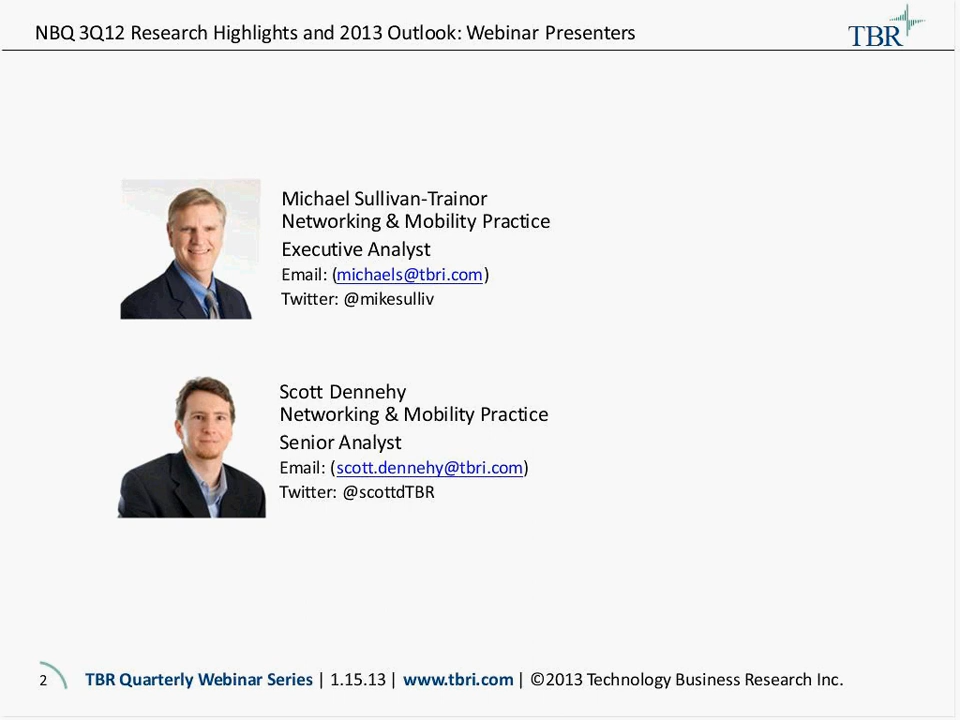 NBQ 3Q12 Research Highlights and 2013 Outlook: Webinar Presenters
TBR
Michael Sullivan-Trainor
Networking & Mobility Practice
Executive Analyst
Email: (michaels@tbri.com)
Twitter: @mikesulliv
Scott Dennehy
Networking & Mobility Practice
Senior Analyst
Email: (scott.dennehy@tbri.com)
Twitter: @scottdTBR
2 TBR Quarterly Webinar Series | 1.15.13 | www.tbri.com | ©2013 Technology Business Research Inc.